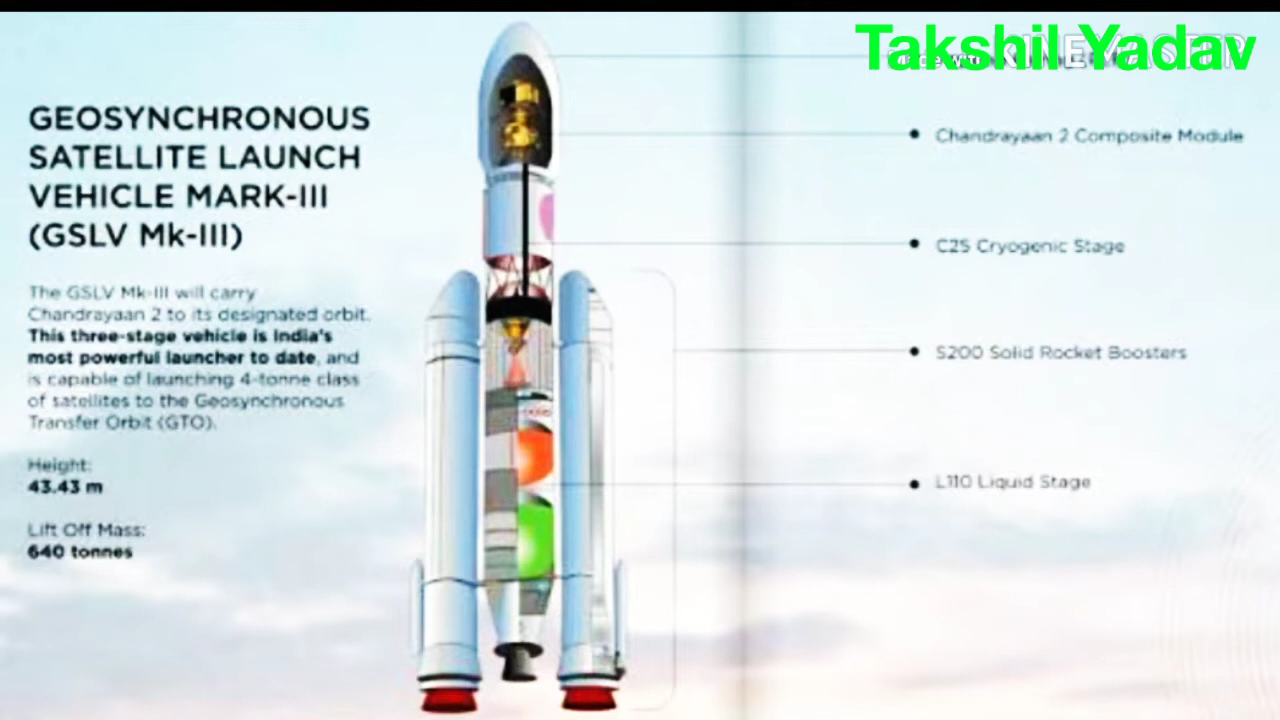 Takshil Yadav
GEOSYNCHRONOUS
SATELLITE LAUNCH
VEHICLE MARK-III
(GSLV Mk-III)
The GSLV Mk-III will carry
Chandrayaan 2 to its designated orbit.
This three-stage vehicle is India's
most powerful launcher to date, and
is capable of launching 4-tonne class
of satellites to the Geosynchronous
Transfer Orbit (GTO).
Height:
43.43 m
Lift Off Mass:
640 tonnes
Chandrayaan 2 Composite Module
C25 Cryogenic Stage
S200 Solid Rocket Boosters
L110 Liquid Stage